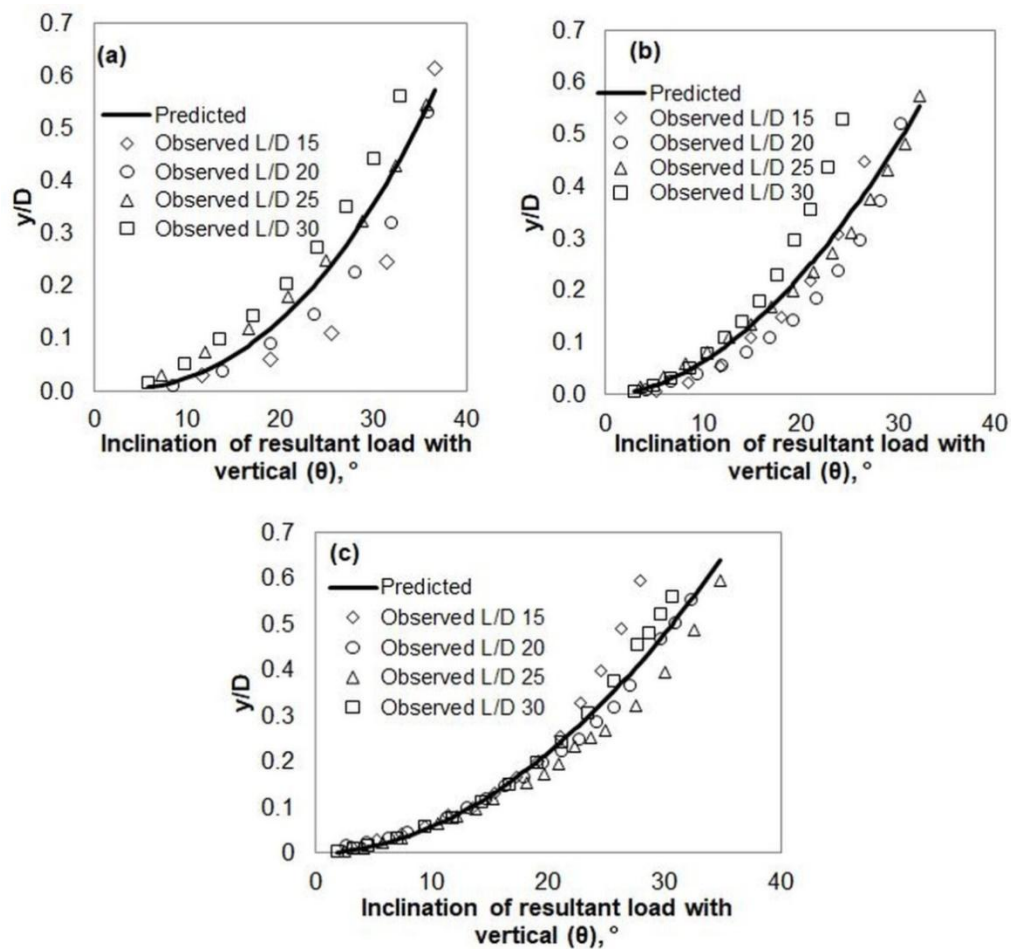 (a)
0.7
0.6
0.5
0.4
0.3
0.2
0.1
0.0
y/D
Predicted
Observed L/D 15
Observed L/D 20
Observed L/D 25
Observed L/D 30
0 10 20 30 40
Inclination of resultant load with
vertical (θ), °
(b)
0.7
0.6
0.5
0.4
0.3
0.2
0.1
0.0
y/D
Predicted
Observed L/D 15
Observed L/D 20
Observed L/D 25
Observed L/D 30
0 10 20 30 40
Inclination of resultant load with
vertical (θ), °
(c)
0.7
0.6
0.5
0.4
0.3
0.2
0.1
0
y/D
Predicted
Observed L/D 15
Observed L/D 20
Observed L/D 25
Observed L/D 30
0 10 20 30 40
Inclination of resultant load with
vertical (θ), °